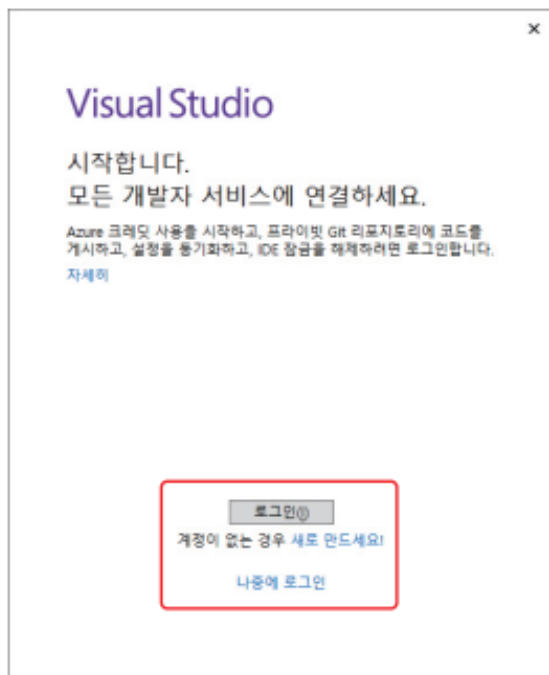 Visual Studio
시작합니다.
모든 개발자 서비스에 연결하세요.
Azure 크레딧 사용을 시작하고, 프라이빗 Git 리포지토리에 코드를
게시하고, 설정을 동기화하고, IDE 잠금을 해제하려면 로그인합니다.
자세히
로그인(I)
계정이 없는 경우 새로 만드세요!
나중에 로그인